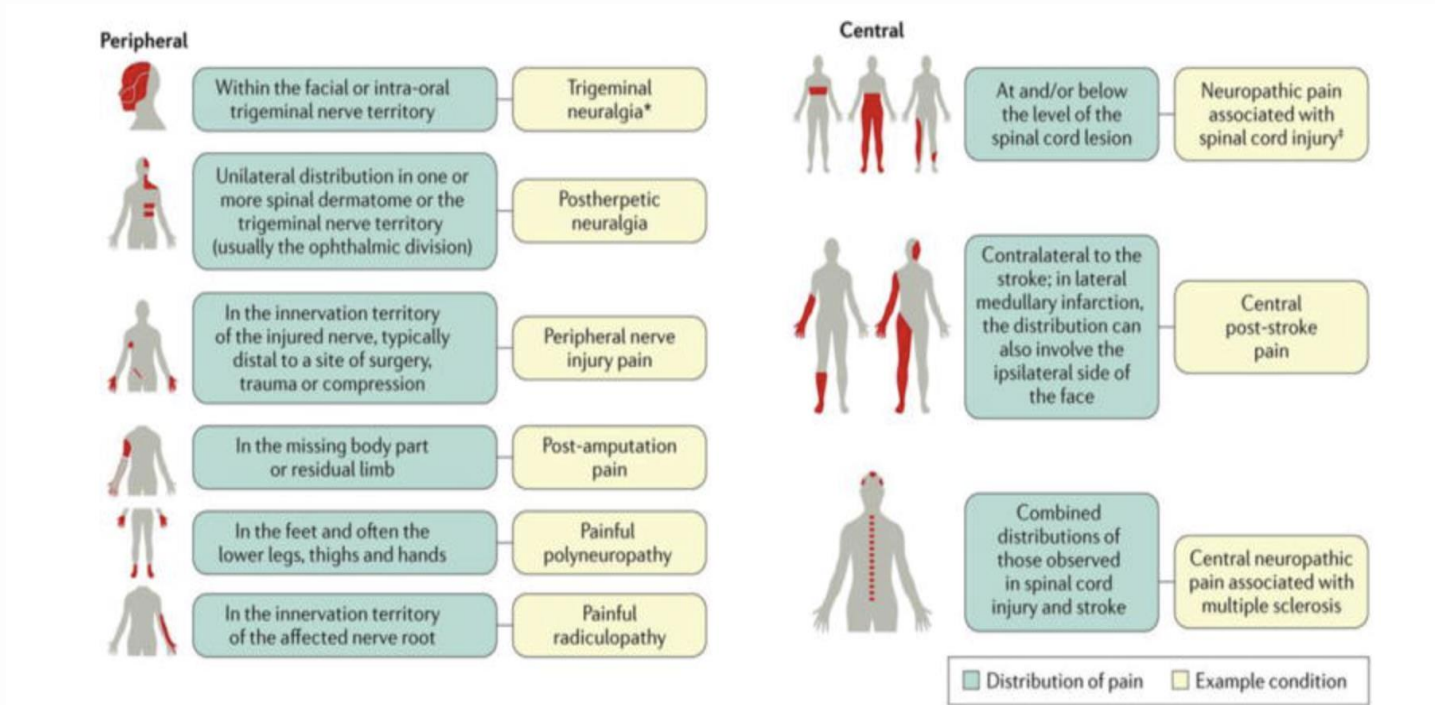 Peripheral
Within the facial or intra-oral
trigeminal nerve territory
Trigeminal
neuralgia*
Unilateral distribution in one or
more spinal dermatome or the
trigeminal nerve territory
(usually the ophthalmic division)
Postherpetic
neuralgia
In the innervation territory
of the injured nerve, typically
distal to a site of surgery,
trauma or compression
Peripheral nerve
injury pain
In the missing body part
or residual limb
Post-amputation
pain
In the feet and often the
lower legs, thighs and hands
Painful
polyneuropathy
In the innervation territory
of the affected nerve root
Painful
radiculopathy
Central
At and/or below
the level of the
spinal cord lesion
Neuropathic pain
associated with
spinal cord injury‡
Contralateral to the
stroke; in lateral
medullary infarction,
the distribution can
also involve the
ipsilateral side of
the face
Central
post-stroke
pain
Combined
distributions of
those observed
in spinal cord
injury and stroke
Central neuropathic
pain associated with
multiple sclerosis
Distribution of pain
Example condition